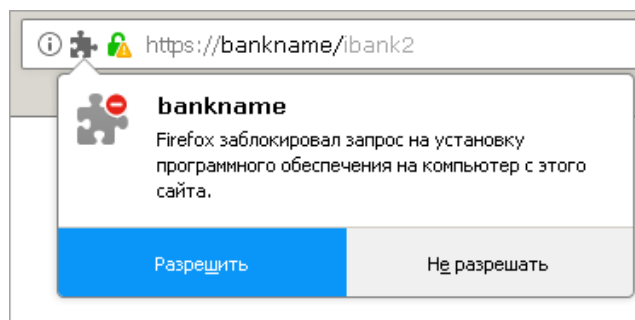 https://bankname/ibank2
bankname
Firefox заблокировал запрос на установку
программного обеспечения на компьютер с этого
сайта.
Разрешить
Не разрешать